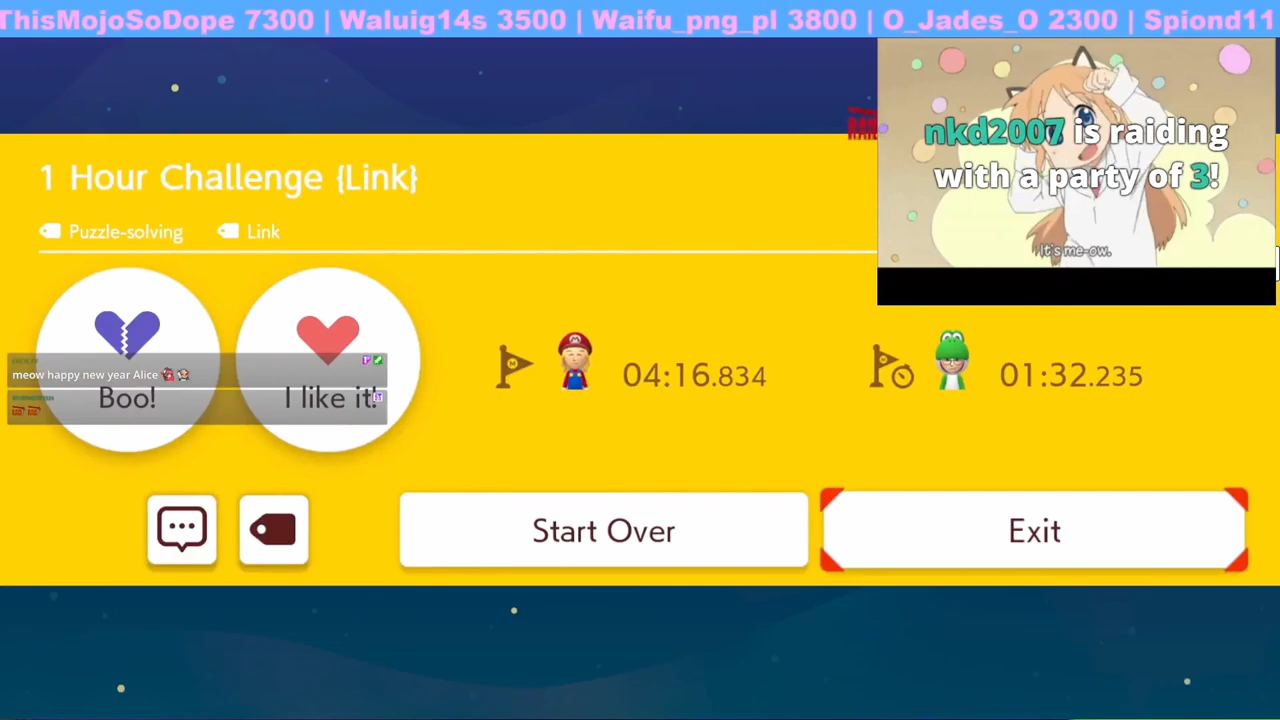 ThisMojoSoDope 7300 | Waluig14s 3500 | Waifu_png_pl 3800 | O_Jades_O 2300 | Spiond11
nkd2007 is raiding
with a party of 3!
It's me-ow.
1 Hour Challenge {Link}
Puzzle-solving
Link
meow happy new year Alice
Boo!
I like it!
04:16.834
01:32.235
Start Over
Exit